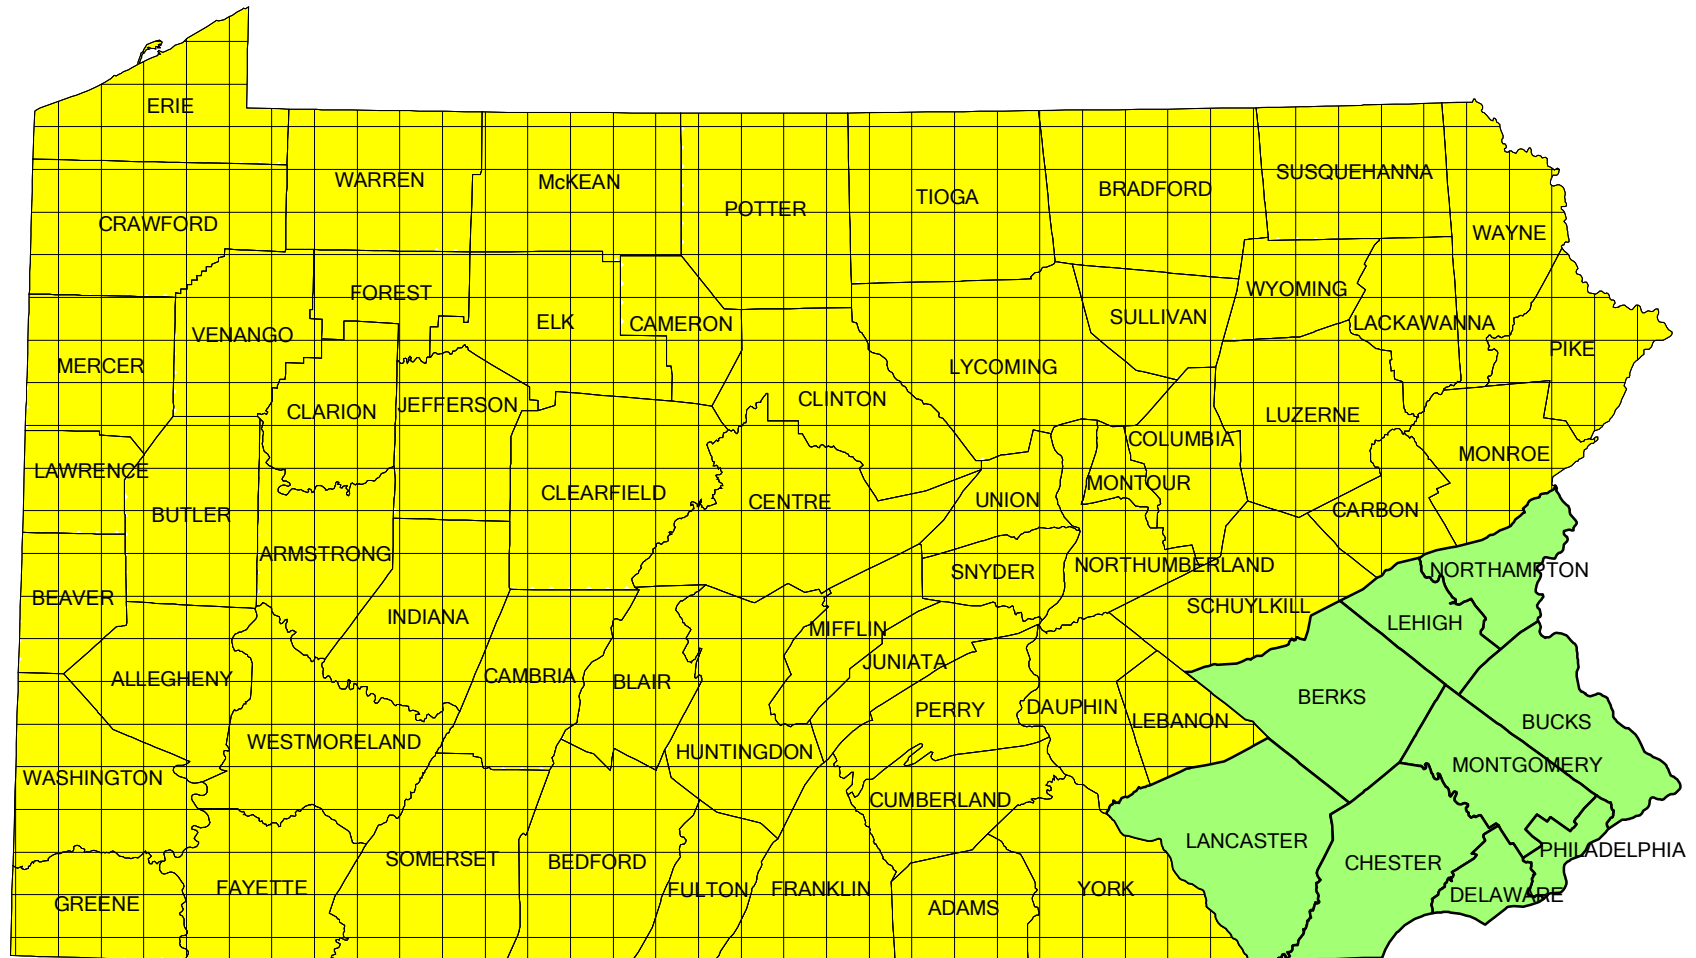 ERIE
WARREN
McKEAN
POTTER
TIOGA
BRADFORD
SUSQUEHANNA
WAYNE
CRAWFORD
FOREST
VENANGO
ELK
CAMERON
SULLIVAN
WYOMING
LACKAWANNA
PIKE
MERCER
LYCOMING
CLARION
JEFFERSON
CLINTON
LUZERNE
COLUMBIA
MONROE
LAWRENCE
MONTOUR
CLEARFIELD
CENTRE
UNION
CARBON
BUTLER
ARMSTRONG
NORTHUMBERLAND
SNYDER
NORTHAMPTON
BEAVER
SCHUYLKILL
INDIANA
LEHIGH
MIFFLIN
JUNIATA
ALLEGHENY
CAMBRIA
BLAIR
BERKS
PERRY
DAUPHIN
LEBANON
BUCKS
WESTMORELAND
HUNTINGDON
MONTGOMERY
WASHINGTON
CUMBERLAND
LANCASTER
PHILADELPHIA
SOMERSET
BEDFORD
CHESTER
FAYETTE
FULTON
FRANKLIN
YORK
DELAWARE
GREENE
ADAMS